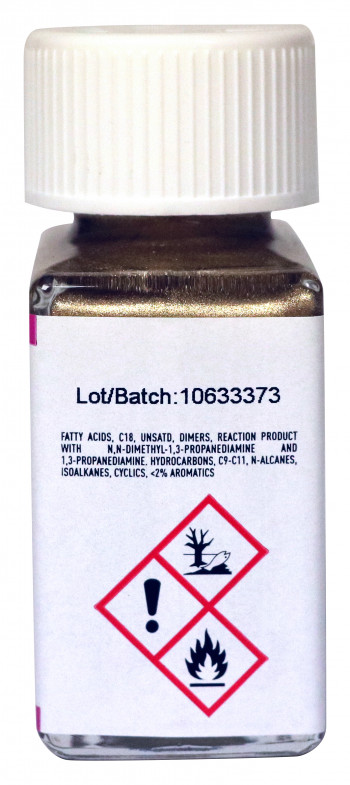 Lot/Batch:10633373
FATTY ACIDS, C18, UNSATD, DIMERS, REACTION PRODUCT
WITH N,N-DIMETHYL-1,3-PROPANEDIAMINE AND
1,3-PROPANEDIAMINE. HYDROCARBONS, C9-C11, N-ALCANES,
ISOALKANES, CYCLICS, <2% AROMATICS